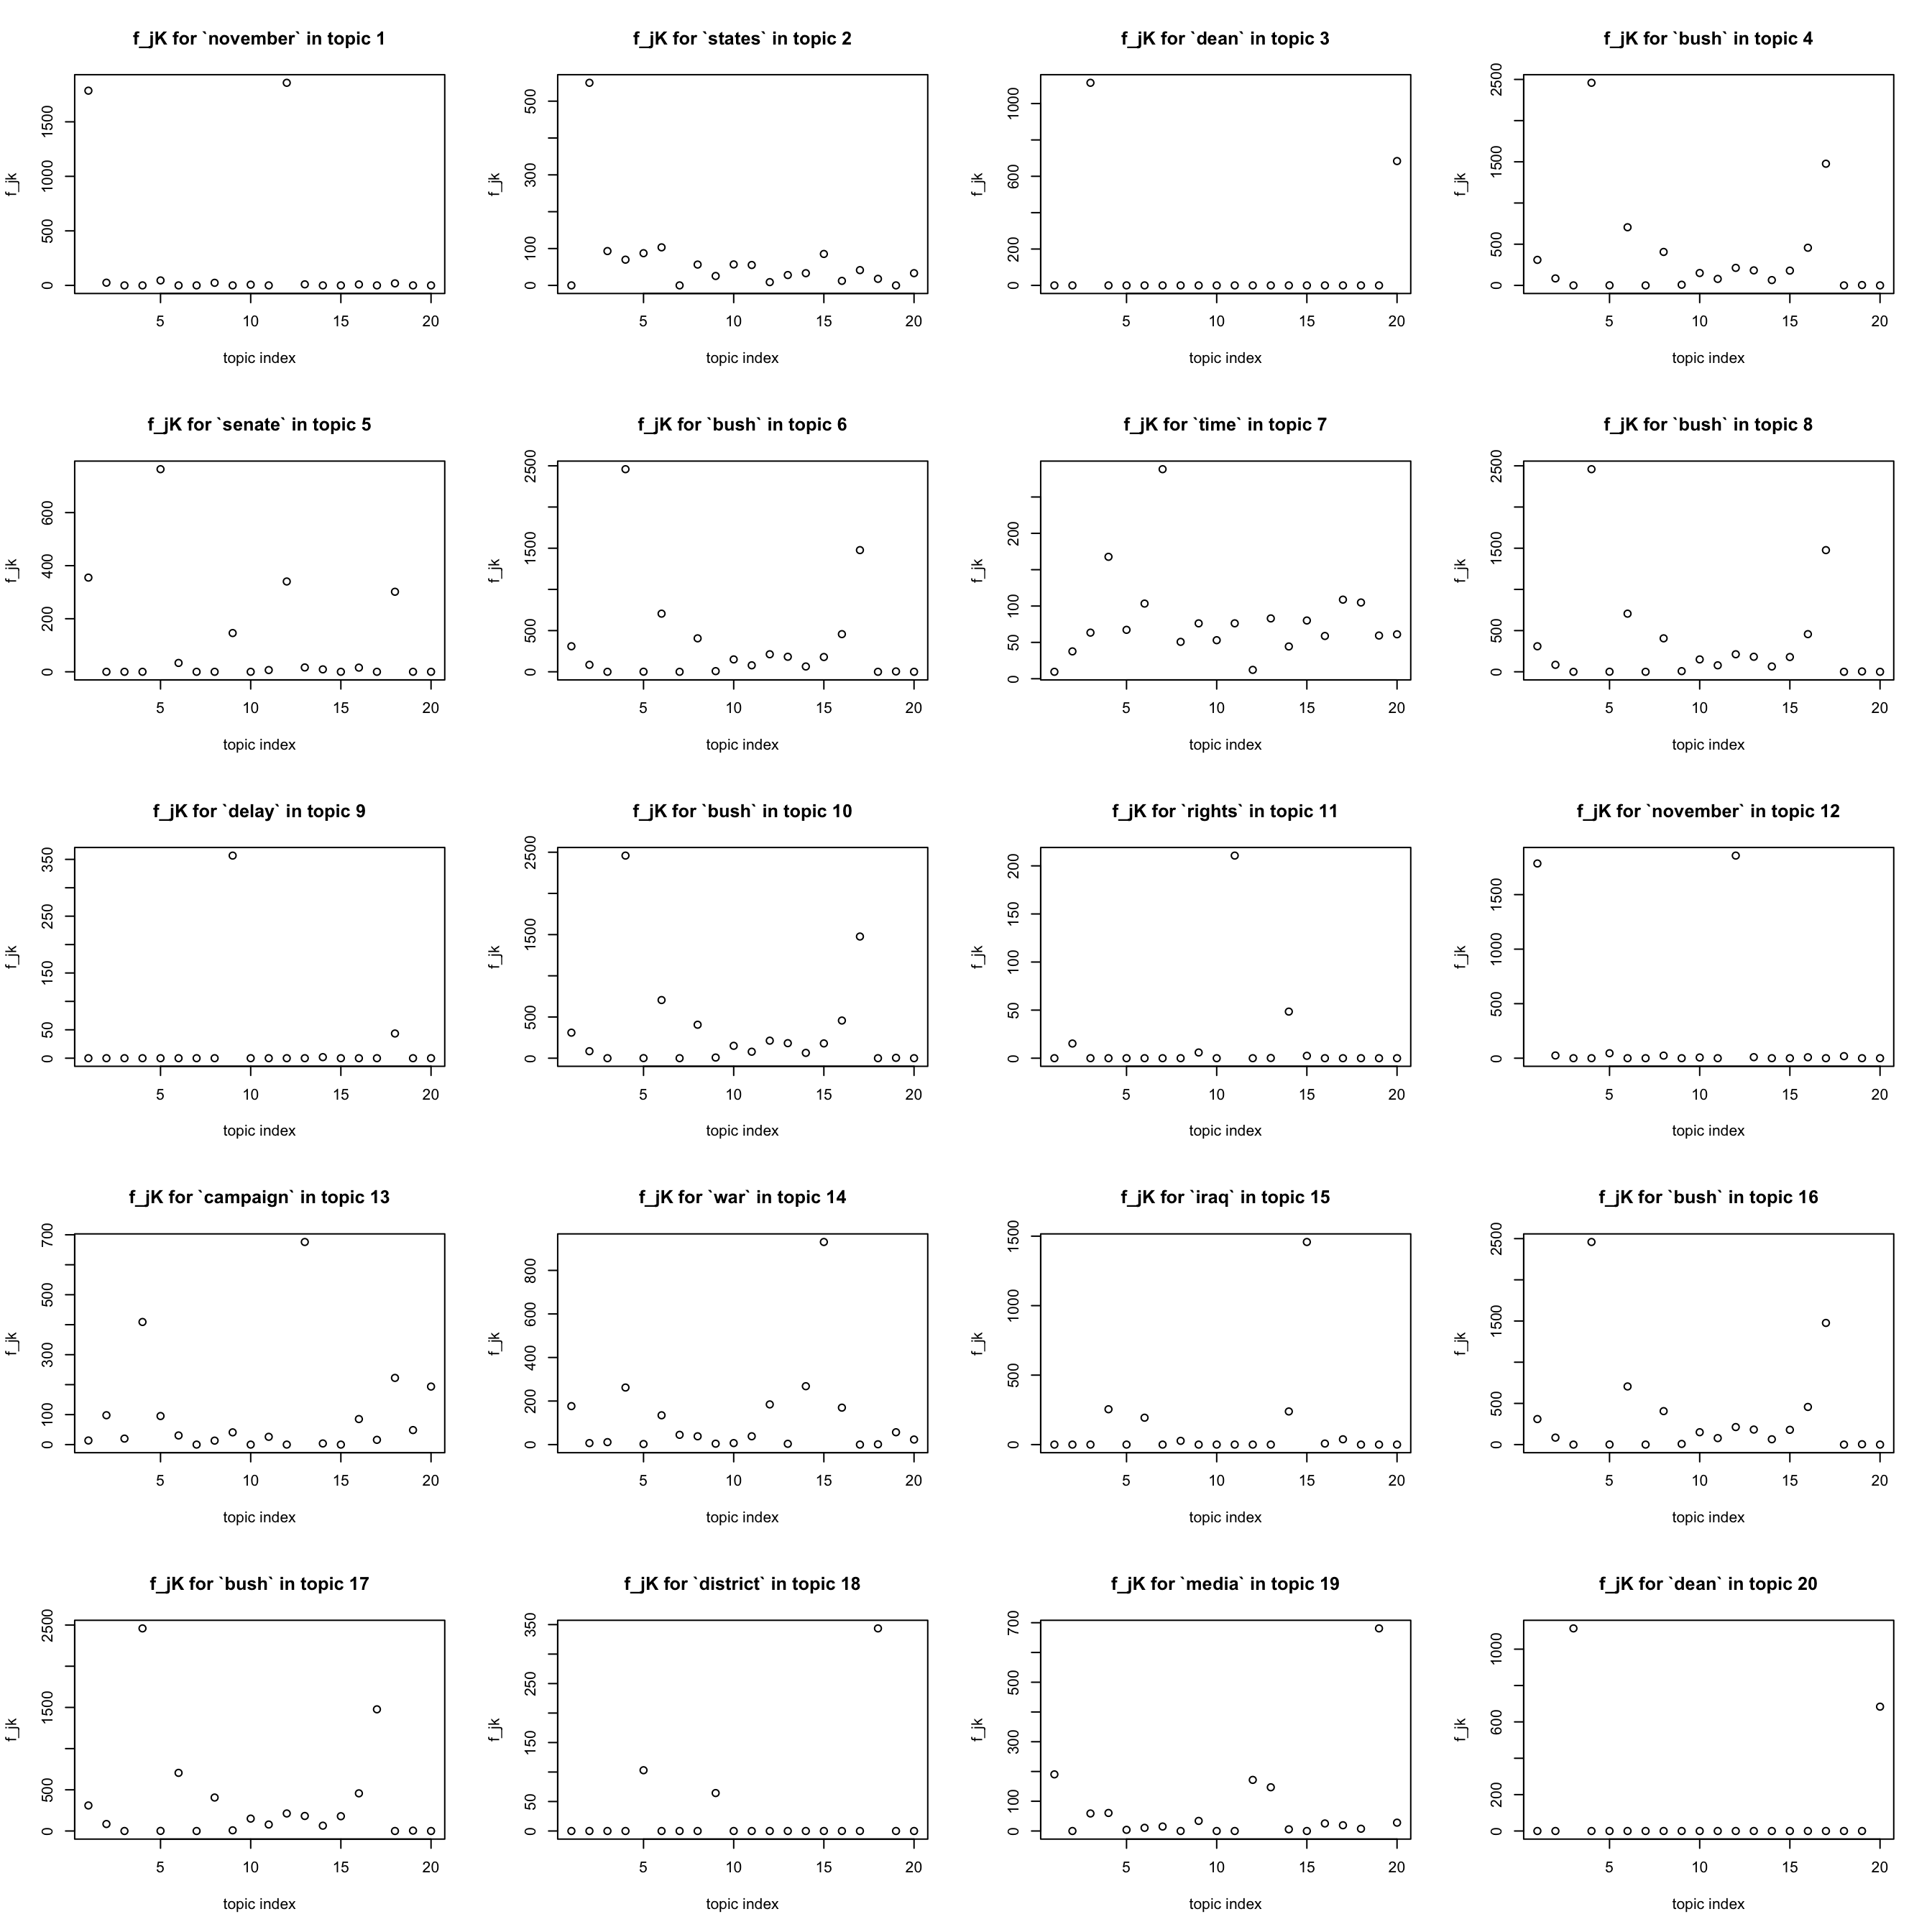 f_jK for `november` in topic 1
f_jk
0 500 1000 1500
5 10 15 20
topic index
f_jK for `states` in topic 2
f_jk
0 100 300 500
5 10 15 20
topic index
f_jK for `dean` in topic 3
f_jk
0 200 600 1000
5 10 15 20
topic index
f_jK for `bush` in topic 4
f_jk
0 500 1500 2500
5 10 15 20
topic index
f_jK for `senate` in topic 5
f_jk
0 200 400 600
5 10 15 20
topic index
f_jK for `bush` in topic 6
f_jk
0 500 1500 2500
5 10 15 20
topic index
f_jK for `time` in topic 7
f_jk
0 50 100 200
5 10 15 20
topic index
f_jK for `bush` in topic 8
f_jk
0 500 1500 2500
5 10 15 20
topic index
f_jK for `delay` in topic 9
f_jk
0 50 150 250 350
5 10 15 20
topic index
f_jK for `bush` in topic 10
f_jk
0 500 1500 2500
5 10 15 20
topic index
f_jK for `rights` in topic 11
f_jk
0 50 100 150 200
5 10 15 20
topic index
f_jK for `november` in topic 12
f_jk
0 500 1000 1500
5 10 15 20
topic index
f_jK for `campaign` in topic 13
f_jk
0 100 300 500 700
5 10 15 20
topic index
f_jK for `war` in topic 14
f_jk
0 200 400 600 800
5 10 15 20
topic index
f_jK for `iraq` in topic 15
f_jk
0 500 1000 1500
5 10 15 20
topic index
f_jK for `bush` in topic 16
f_jk
0 500 1500 2500
5 10 15 20
topic index
f_jK for `bush` in topic 17
f_jk
0 500 1500 2500
5 10 15 20
topic index
f_jK for `district` in topic 18
f_jk
0 50 150 250 350
5 10 15 20
topic index
f_jK for `media` in topic 19
f_jk
0 100 300 500 700
5 10 15 20
topic index
f_jK for `dean` in topic 20
f_jk
0 200 600 1000
5 10 15 20
topic index